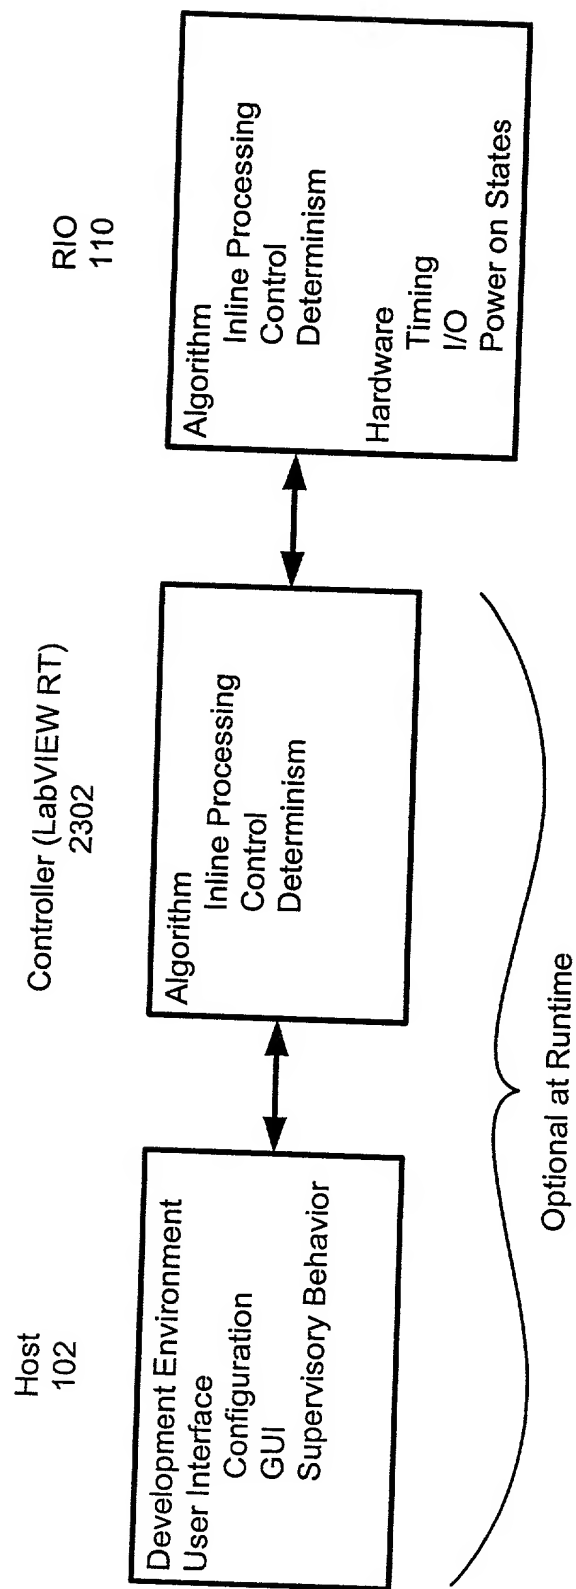 Host
102
Development Environment
User Interface
Configuration
GUI
Supervisory Behavior
Controller (LabVIEW RT)
2302
Algorithm
Inline Processing
Control
Determinism
RIO
110
Algorithm
Inline Processing
Control
Determinism
Hardware
Timing
I/O
Power on States
Optional at Runtime